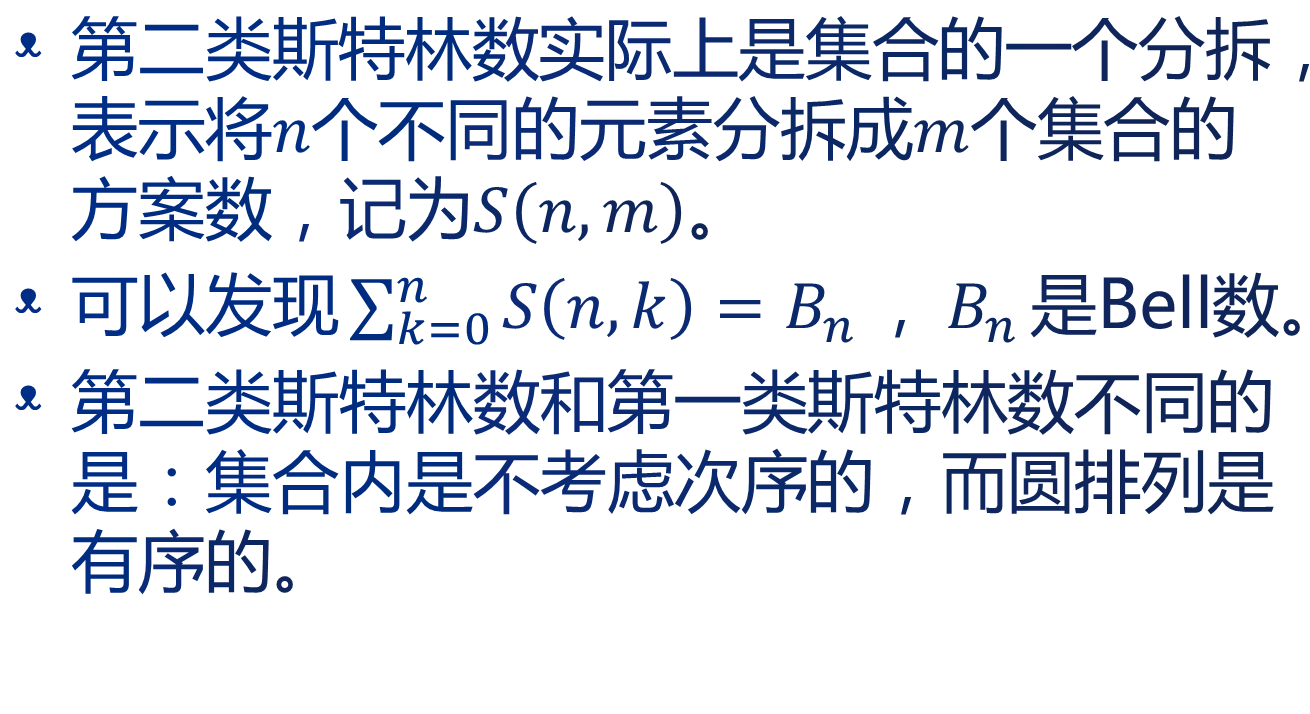 第二类斯特林数实际上是集合的一个分拆，
表示将n个不同的元素分拆成m个集合的
方案数，记为S(n, m)。
可以发现∑_{k=0}^{n} S(n, k) = B_n ， B_n 是Bell数。
第二类斯特林数和第一类斯特林数不同的
是：集合内是不考虑次序的，而圆排列是
有序的。